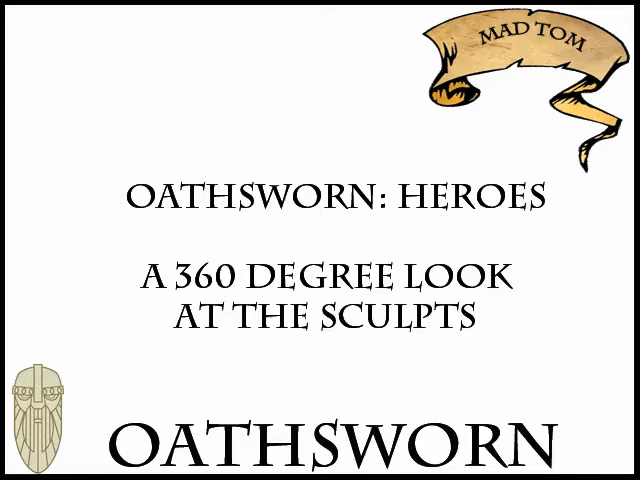 MAD TOM
OATHSWORN: HEROES
A 360 DEGREE LOOK
AT THE SCULPTS
OATHSWORN